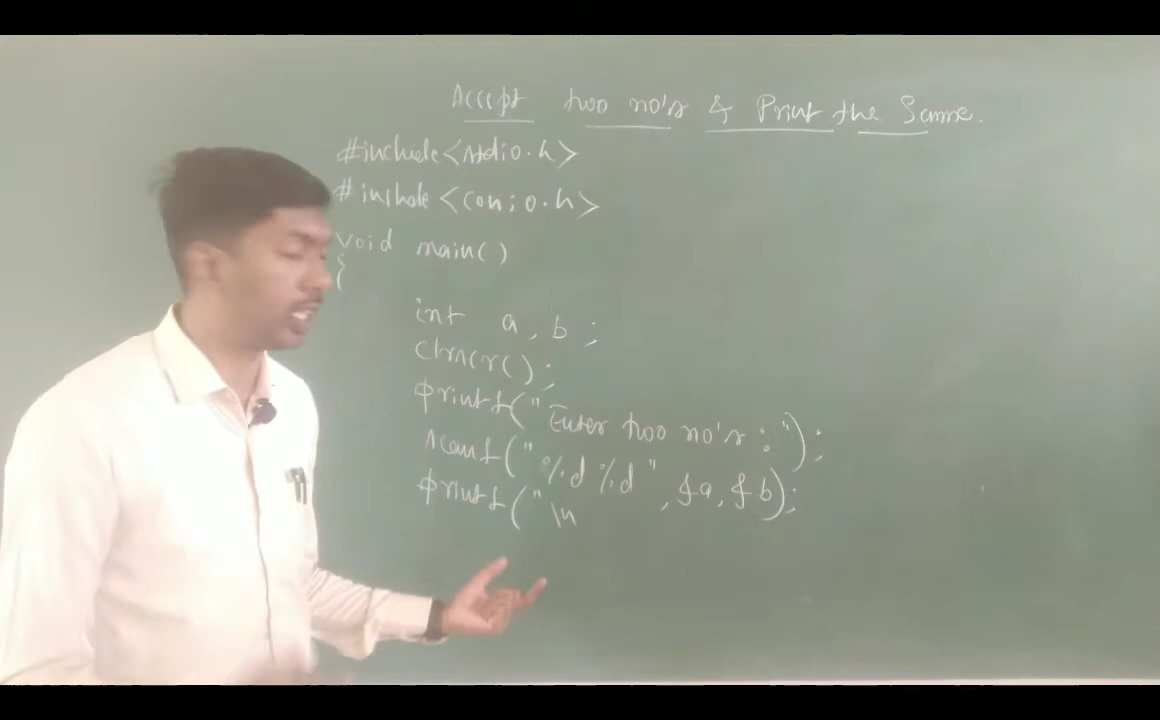 Accept two no's & Print the Same.
#include<stdio.h>
#include<conio.h>
void main()
{
int a, b;
clrscr();
printf("Enter two no's :");
scanf("%d %d", &a, &b);
printf("\n